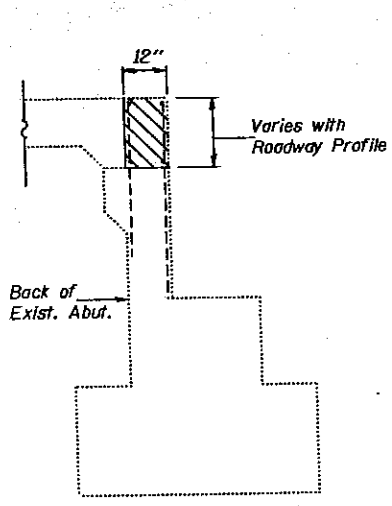 12"
Varies with
Roadway Profile
Back of
Exist. Abut.